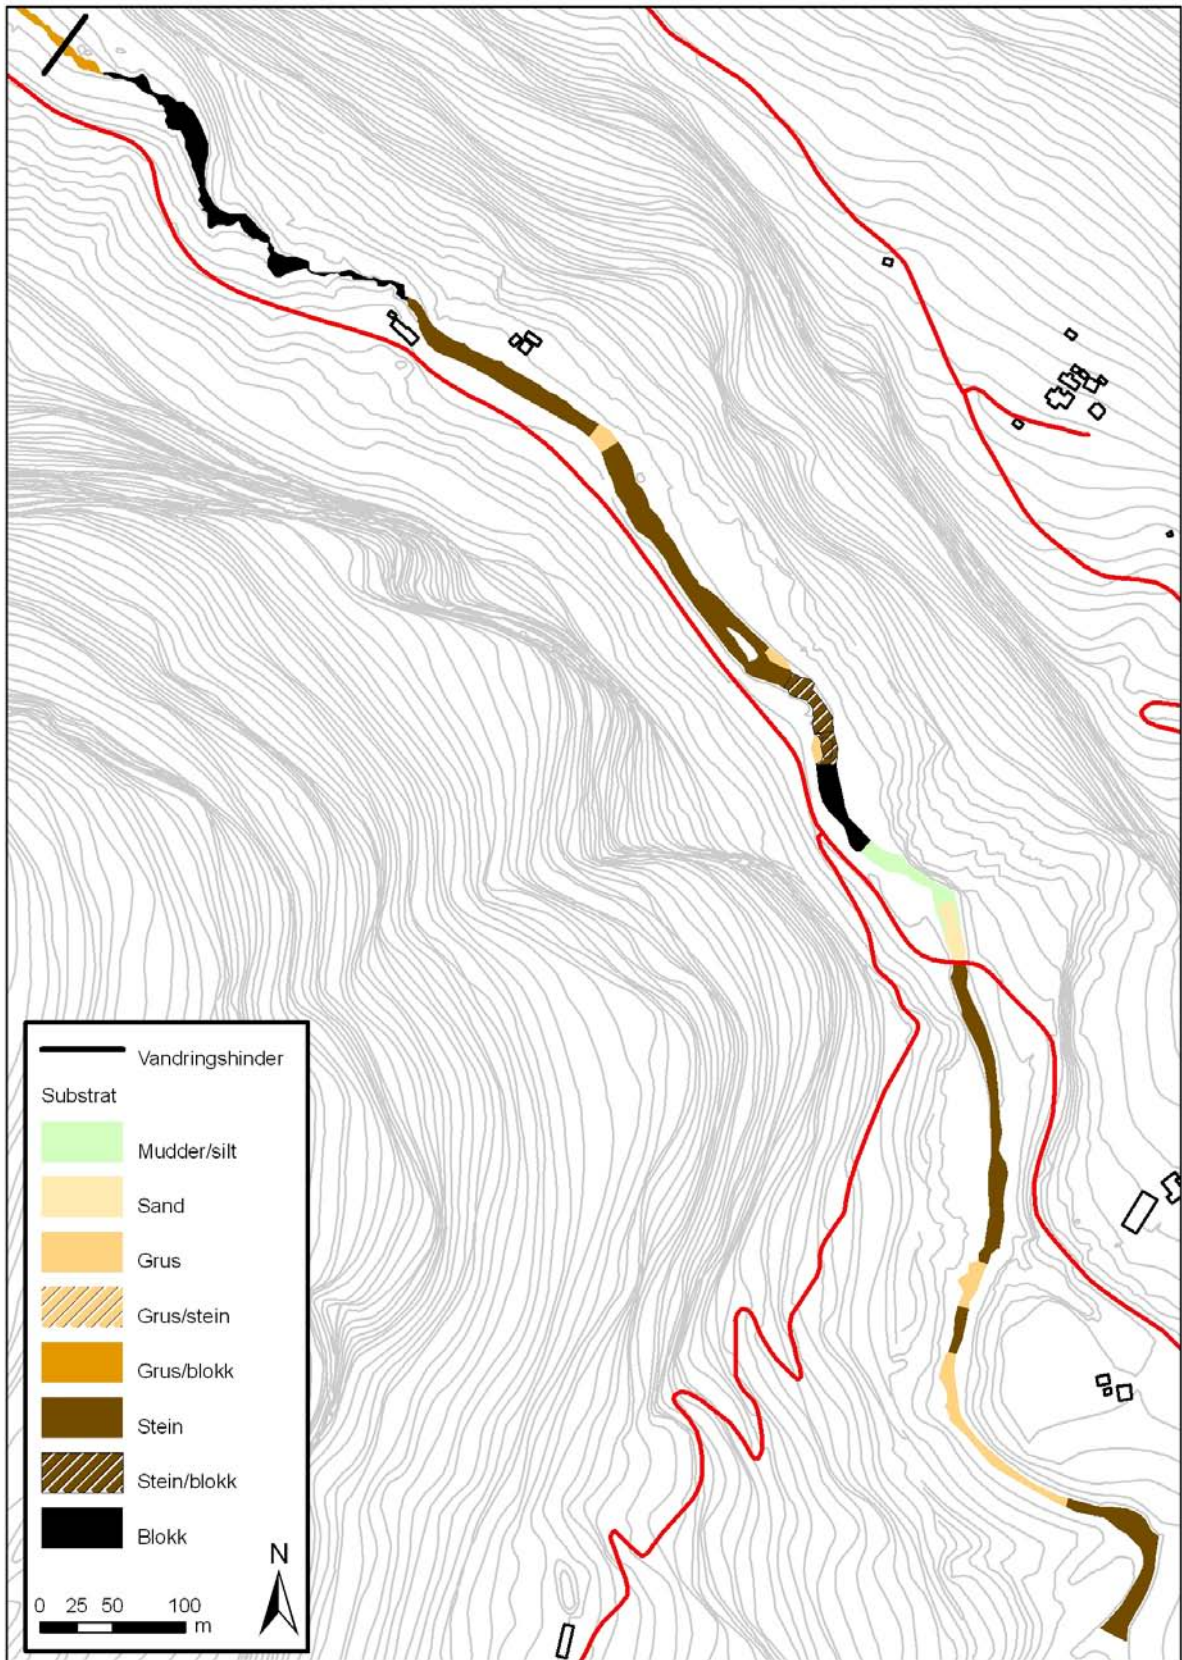 Vandringshinder
Substrat
Mudder/silt
Sand
Grus
Grus/stein
Grus/blokk
Stein
Stein/blokk
Blokk
N
0 25 50 100
m